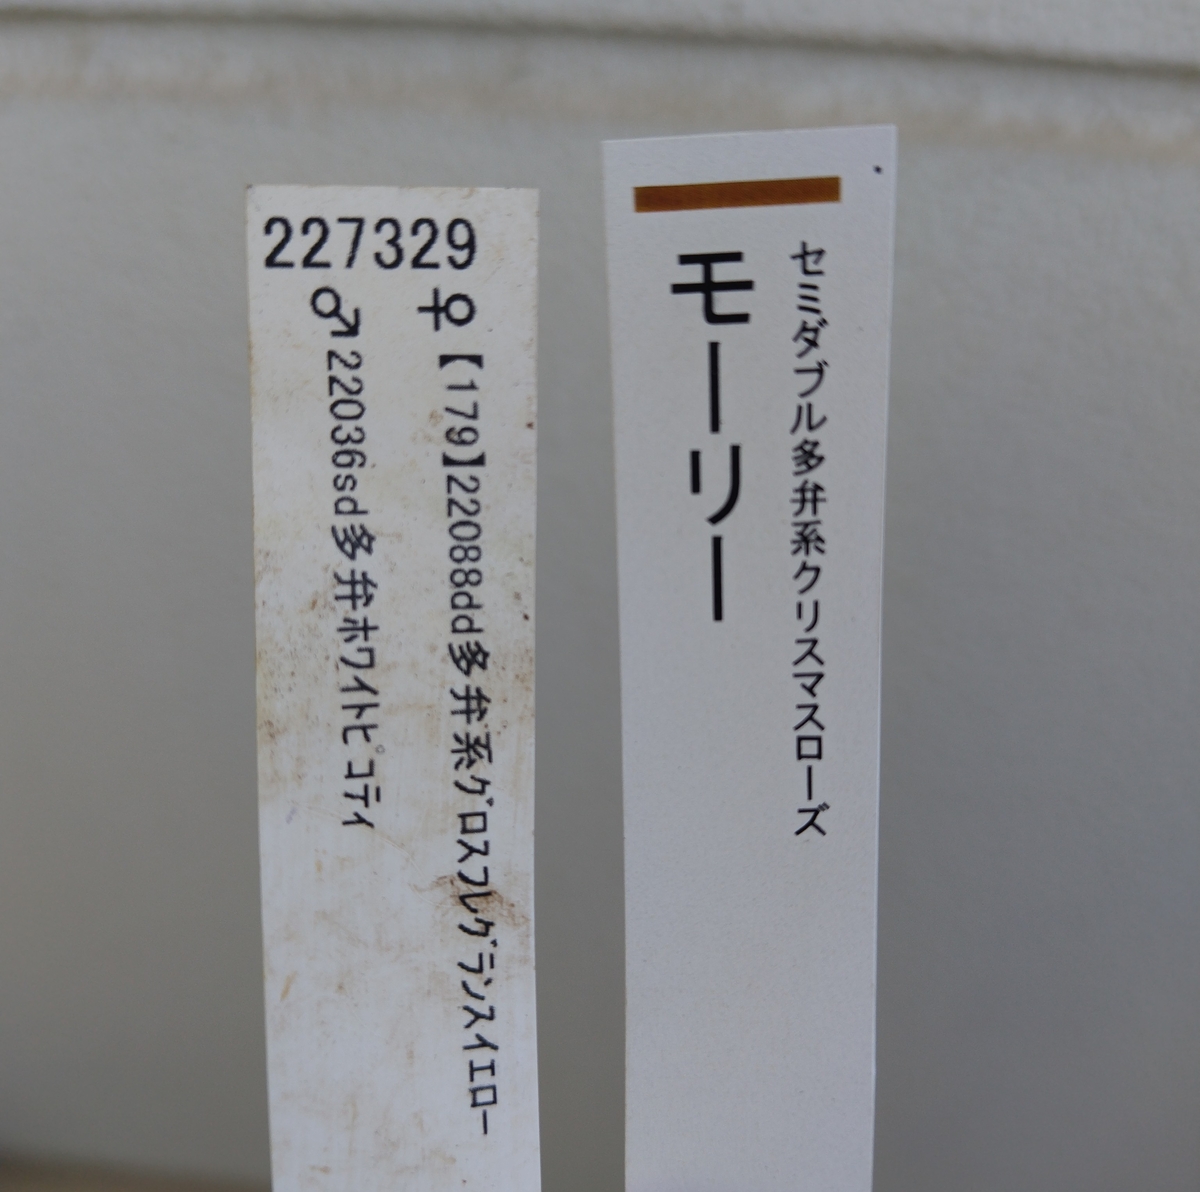 227329
♀【179】22088dd多弁系ｸﾞﾛｽﾌﾚｸﾞﾗﾝｽｲｴﾛｰ
♂22036sd多弁ﾎﾜｲﾄﾋﾟｺﾃｨ
セミダブル多弁系クリスマスローズ
モーリー